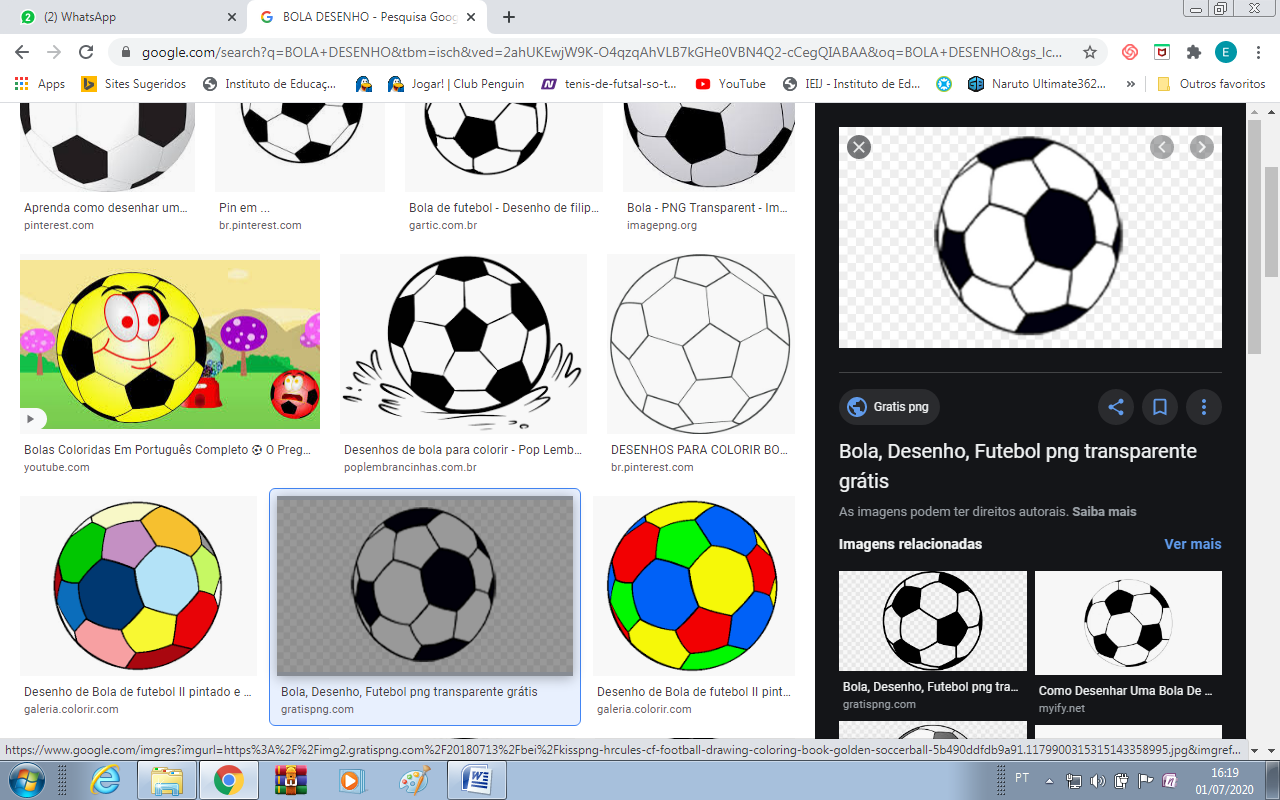 (2) WhatsApp
BOLA DESENHO - Pesquisa Goog
google.com/search?q=BOLA+DESENHO&tbm=isch&ved=2ahUKEwjW9K-O4qzqAhVLB7kGHe0VBN4Q2-cCegQIABAA&oq=BOLA+DESENHO&gs_lc...
E
Apps
Sites Sugeridos
Instituto de Educaç...
Jogar! | Club Penguin
tenis-de-futsal-so-t...
YouTube
IEIJ - Instituto de Ed...
Naruto Ultimate362...
»
Outros favoritos
Aprenda como desenhar um...
pinterest.com
Pin em ...
br.pinterest.com
Bola de futebol - Desenho de filip...
gartic.com.br
Bola - PNG Transparent - Im...
imagepng.org
Bolas Coloridas Em Português Completo ⚽ O Preg...
youtube.com
Desenhos de bola para colorir - Pop Lemb...
poplembrancinhas.com.br
DESENHOS PARA COLORIR BO...
br.pinterest.com
Desenho de Bola de futebol II pintado e ...
galeria.colorir.com
Bola, Desenho, Futebol png transparente grátis
gratispng.com
Desenho de Bola de futebol II pint...
galeria.colorir.com
Gratis png
Bola, Desenho, Futebol png transparente
grátis
As imagens podem ter direitos autorais. Saiba mais
Imagens relacionadas
Ver mais
Bola, Desenho, Futebol png tra...
gratispng.com
Como Desenhar Uma Bola De ...
myify.net
https://www.google.com/imgres?imgurl=https%3A%2F%2Fimg2.gratispng.com%2F20180713%2Fbei%2Fkisspng-hrcules-cf-football-drawing-coloring-book-golden-soccerball-5b490ddfdb9a91.1179900315315143358995.jpg&imgref...
PT
16:19
01/07/2020